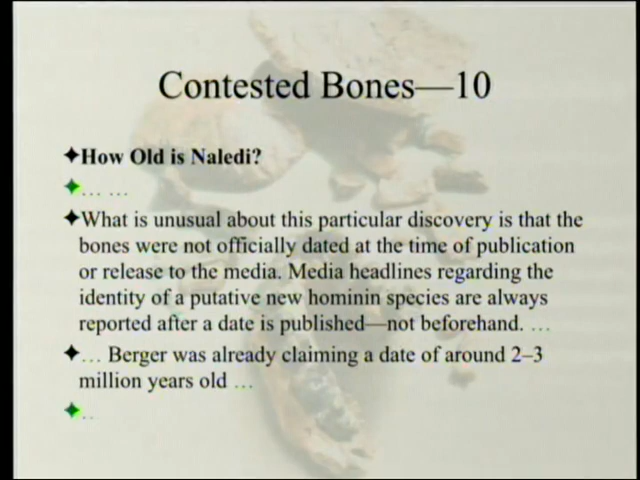 Contested Bones—10
✦How Old is Naledi?
✦… …
✦What is unusual about this particular discovery is that the
bones were not officially dated at the time of publication
or release to the media. Media headlines regarding the
identity of a putative new hominin species are always
reported after a date is published—not beforehand. …
✦… Berger was already claiming a date of around 2–3
million years old …
✦..